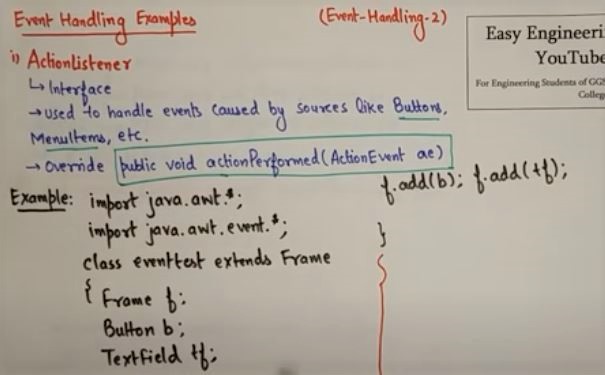 Event Handling Examples
(Event-Handling-2)
i) ActionListener
↳ Interface
→ used to handle events caused by sources like Buttons,
MenuItems, etc.
→ Override public void actionPerformed(ActionEvent ae)
Example: import java.awt.*;
import java.awt.event.*;
class eventtest extends Frame
{ Frame f;
Button b;
Textfield tf;
f.add(b); f.add(tf);
}
Easy Engineeri
YouTube
For Engineering Students of GGS
Colleg